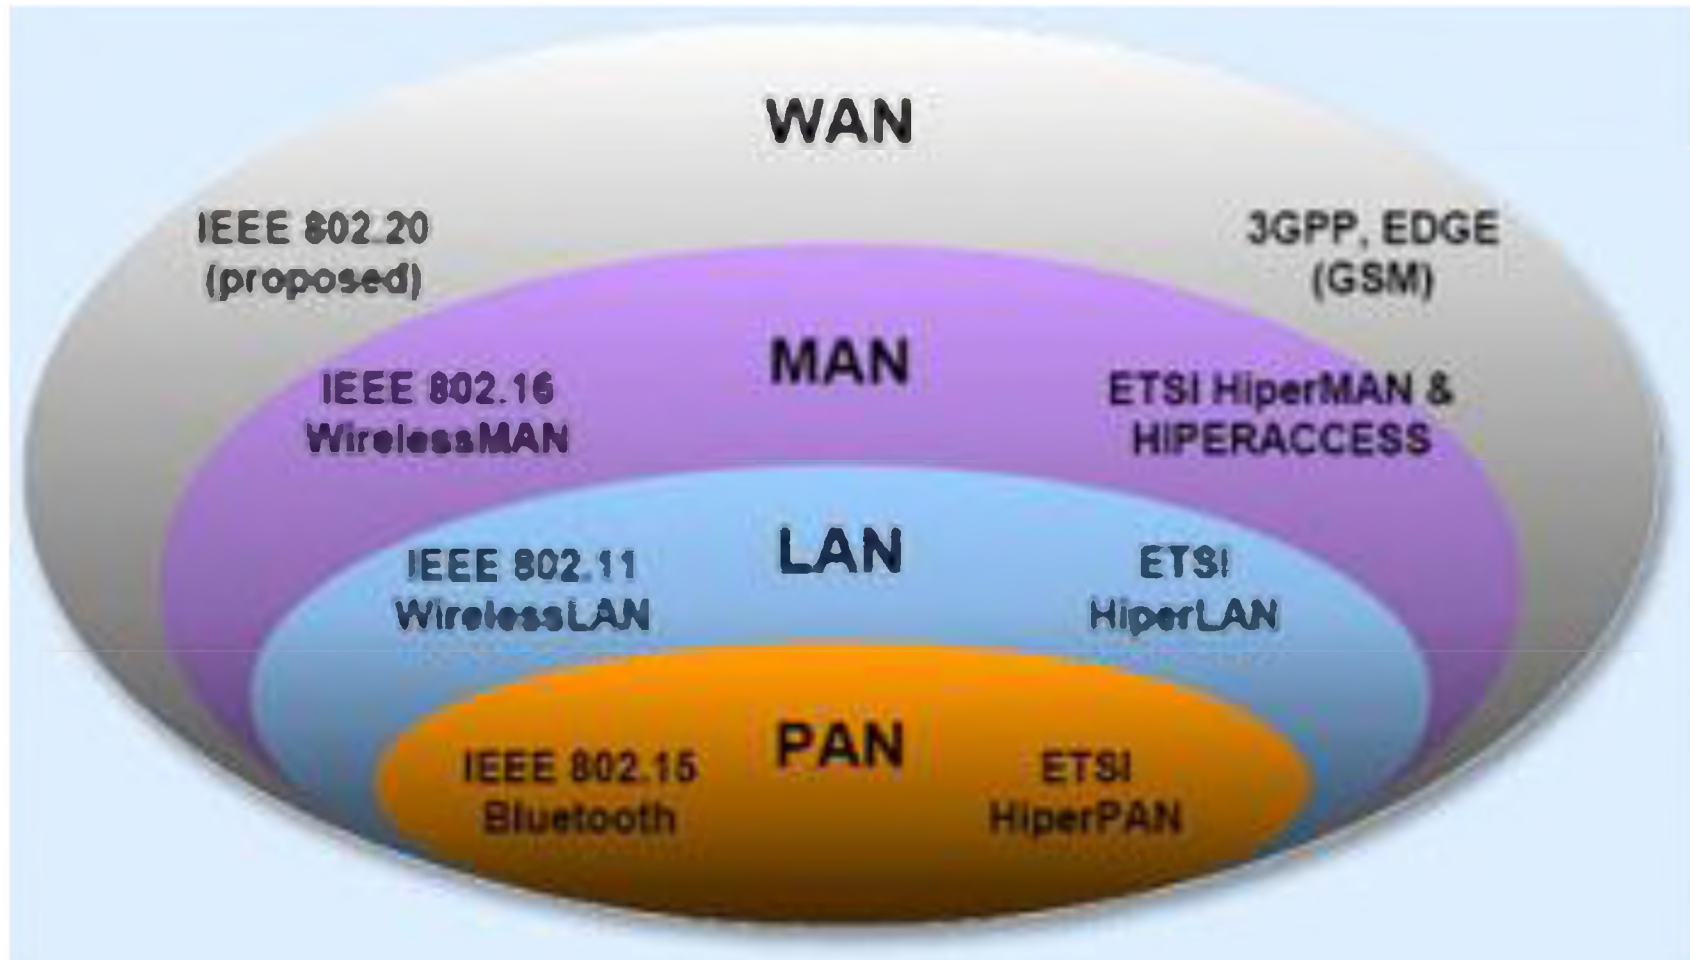 WAN
IEEE 802.20
(proposed)
3GPP, EDGE
(GSM)
MAN
IEEE 802.16
WirelessMAN
ETSI HiperMAN &
HIPERACCESS
LAN
IEEE 802.11
WirelessLAN
ETSI
HiperLAN
PAN
IEEE 802.15
Bluetooth
ETSI
HiperPAN